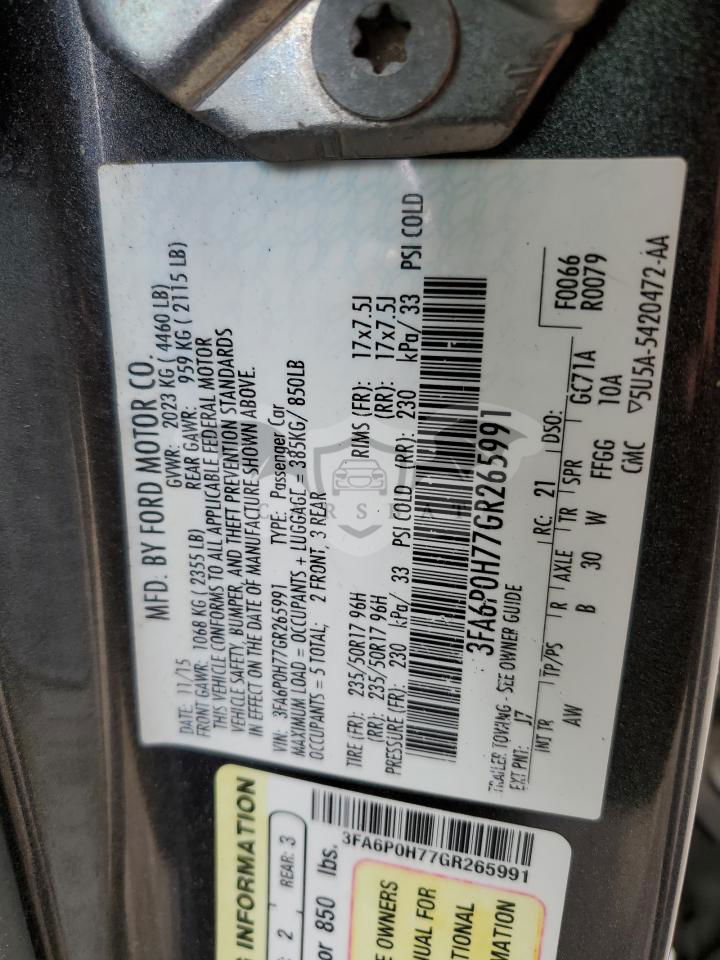 MFD. BY FORD MOTOR CO.
DATE: 11/15 GVWR: 2023 KG ( 4460 LB)
FRONT GAWR: 1068 KG (2355 LB) REAR GAWR: 959 KG ( 2115 LB)
THIS VEHICLE CONFORMS TO ALL APPLICABLE FEDERAL MOTOR
VEHICLE SAFETY, BUMPER, AND THEFT PREVENTION STANDARDS
IN EFFECT ON THE DATE OF MANUFACTURE SHOWN ABOVE.
VIN: 3FA6P0H77GR265991 TYPE: Passenger Car
MAXIMUM LOAD = OCCUPANTS + LUGGAGE = 385KG/ 850LB
OCCUPANTS = 5 TOTAL; 2 FRONT, 3 REAR
TIRE (FR): 235/50R17 96H RIMS (FR): 17x7.5J
(RR): 235/50R17 96H (RR): 17x7.5J
PRESSURE (FR): 230 kPa/ 33 PSI COLD (RR): 230 kPa/ 33 PSI COLD
3FA6P0H77GR265991
TRAILER TOWING - SEE OWNER GUIDE
EXT PNT: J7 RC: 21 DSO: F0066
R0079
INT TR TP/PS R AXLE TR SPR GC71A
AW B 30 W FFGG 10A
CMC ▽5U5A-5420472-AA
CARSEAT
G INFORMATION
2 REAR: 3
or 850 lbs.
3FA6P0H77GR265991
E OWNERS
NUAL FOR
TIONAL
MATION